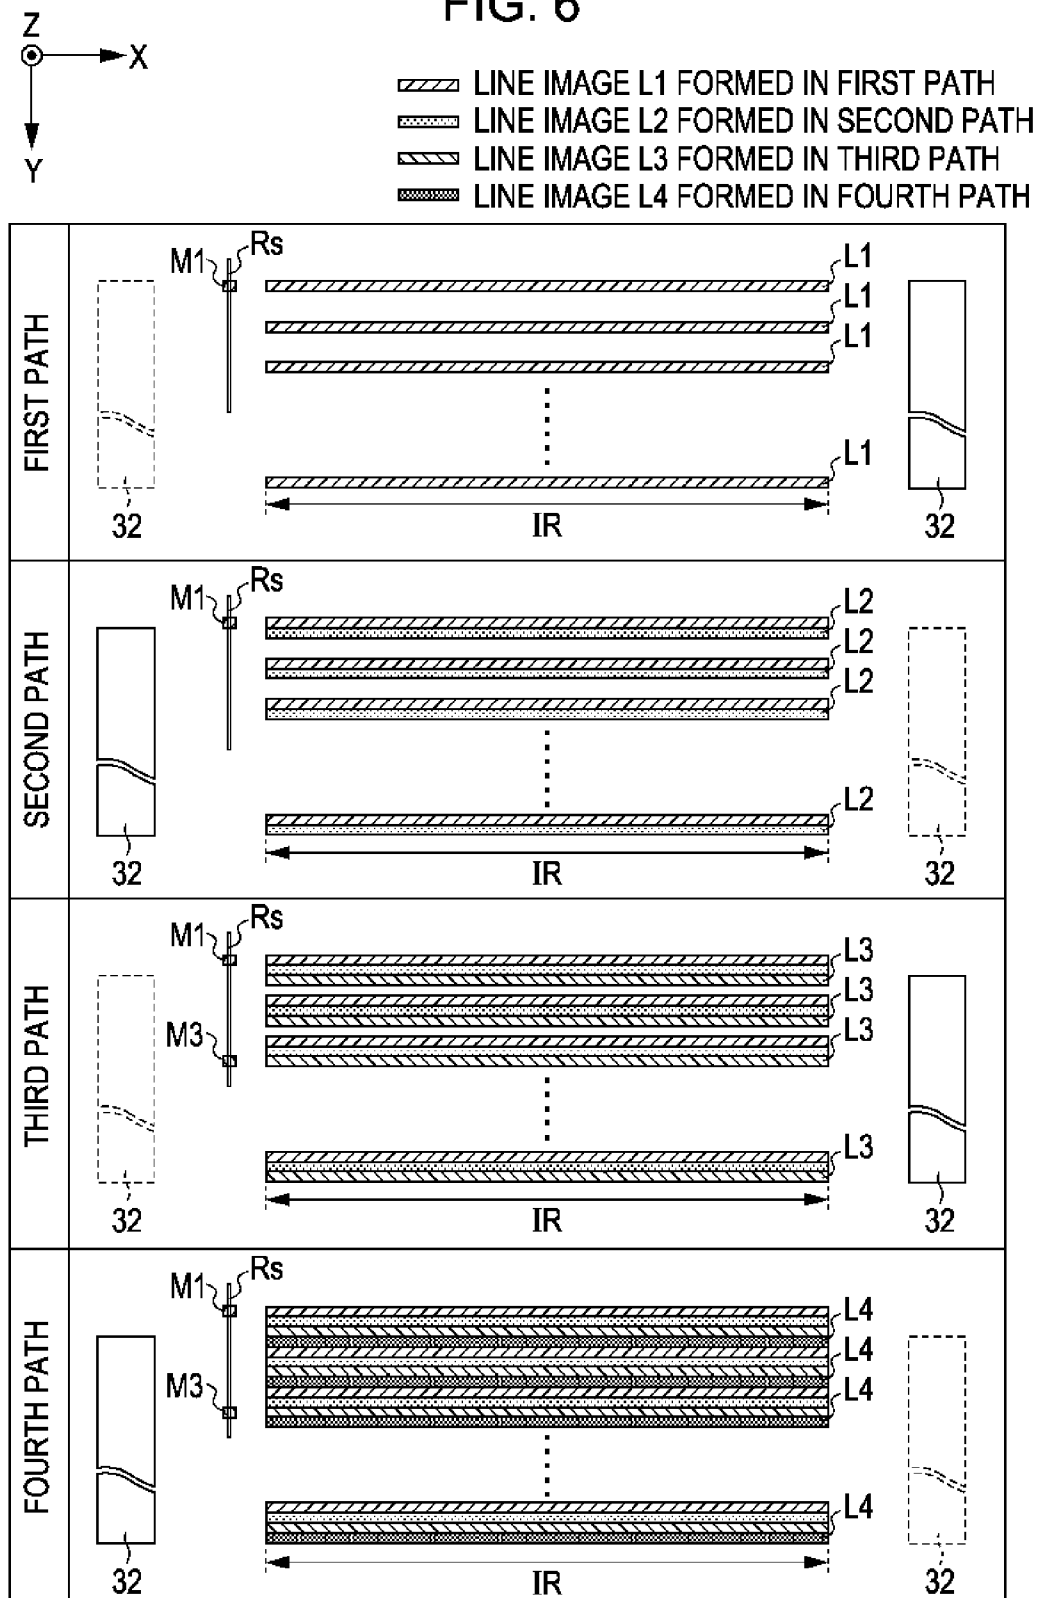 FIG. 6
Z
X
Y
LINE IMAGE L1 FORMED IN FIRST PATH
LINE IMAGE L2 FORMED IN SECOND PATH
LINE IMAGE L3 FORMED IN THIRD PATH
LINE IMAGE L4 FORMED IN FOURTH PATH
FIRST PATH
M1
Rs
L1
L1
L1
L1
32
IR
32
SECOND PATH
M1
Rs
L2
L2
L2
L2
32
IR
32
THIRD PATH
M1
Rs
M3
L3
L3
L3
L3
32
IR
32
FOURTH PATH
M1
Rs
M3
L4
L4
L4
L4
32
IR
32